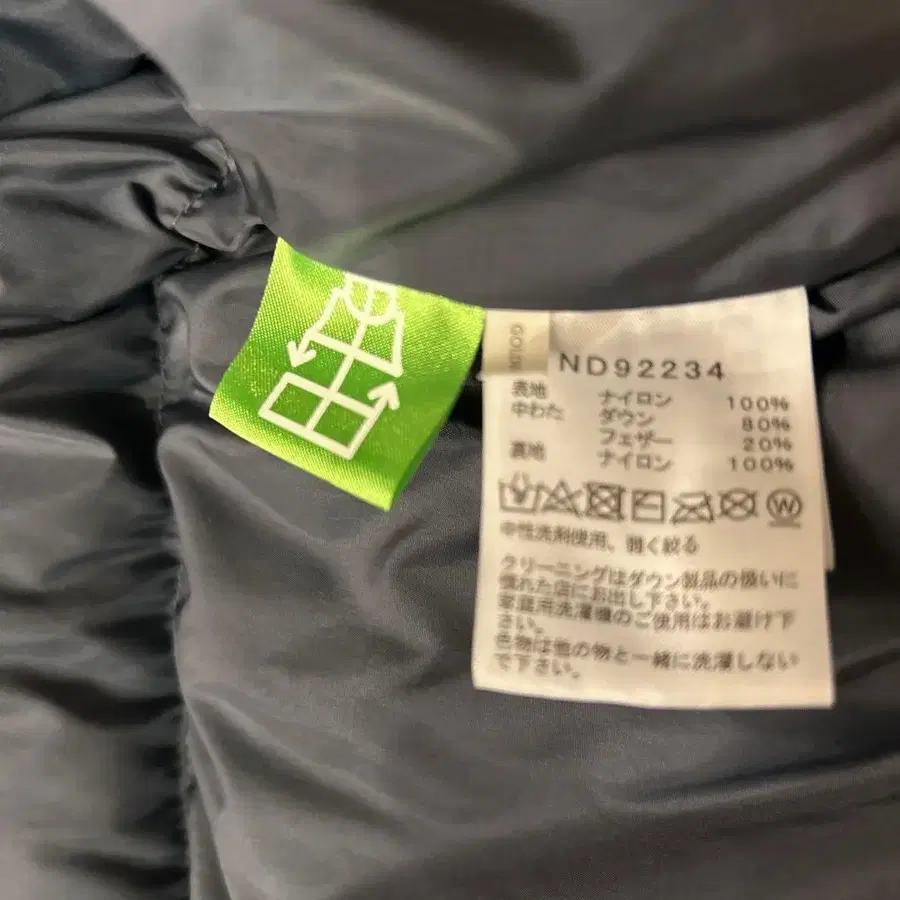 GOLDW
ND92234
表地 ナイロン 100%
中わた ダウン 80%
フェザー 20%
裏地 ナイロン 100%
W
中性洗剤使用、弱く絞る
クリーニングはダウン製品の扱いに
慣れた店にお出し下さい。
家庭用洗濯機のご使用はお避け下
さい。
色物は他の物と一緒に洗濯しない
で下さい。